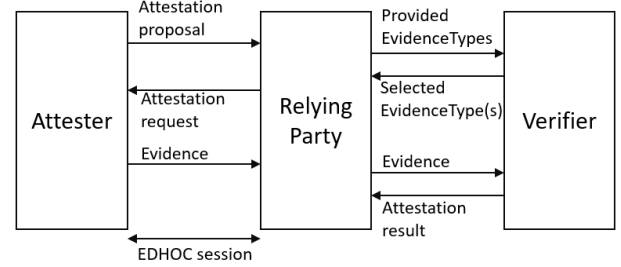 Attester
Attestation
proposal
Attestation
request
Evidence
EDHOC session
Relying
Party
Provided
EvidenceTypes
Selected
EvidenceType(s)
Evidence
Attestation
result
Verifier